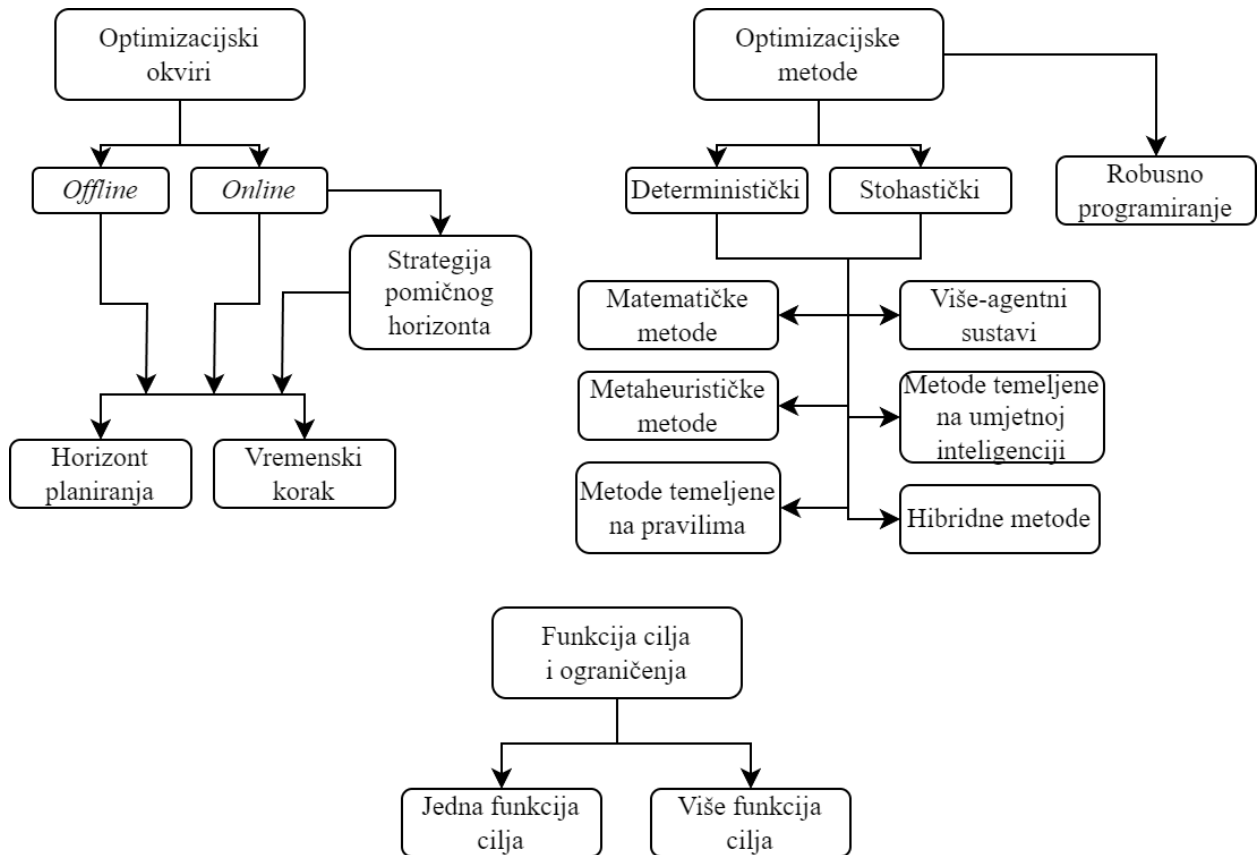 Optimizacijski
okviri
Offline
Online
Strategija
pomičnog
horizonta
Horizont
planiranja
Vremenski
korak
Optimizacijske
metode
Deterministički
Stohastički
Robusno
programiranje
Matematičke
metode
Više-agentni
sustavi
Metaheurističke
metode
Metode temeljene
na umjetnoj
inteligenciji
Metode temeljene
na pravilima
Hibridne metode
Funkcija cilja
i ograničenja
Jedna funkcija
cilja
Više funkcija
cilja